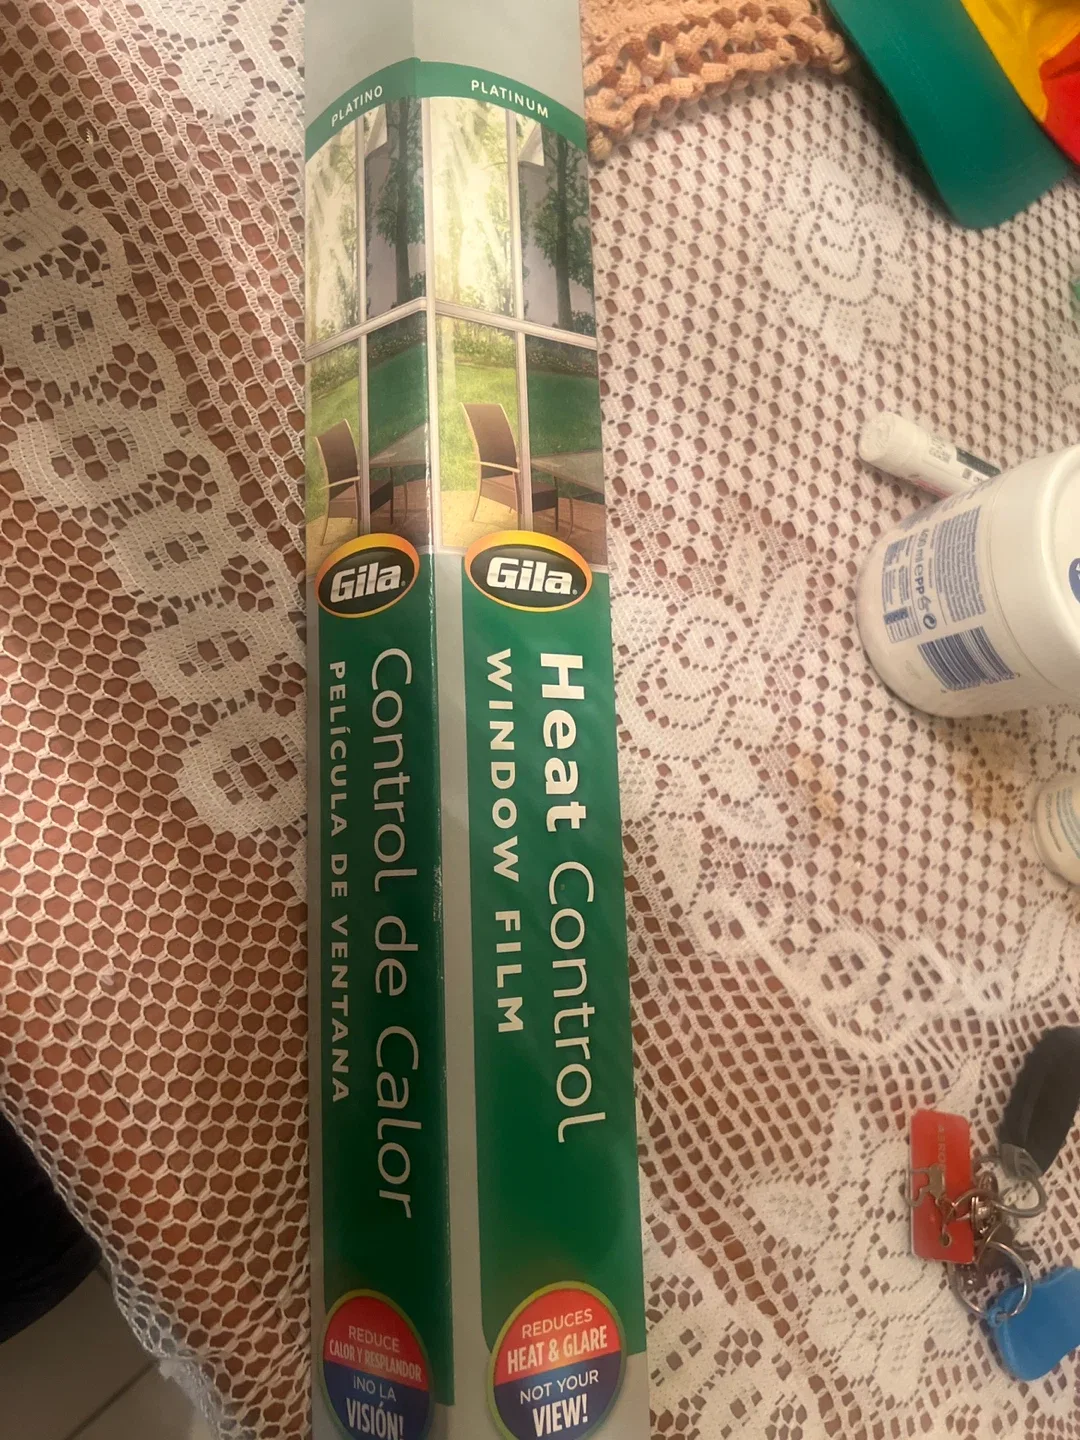 PLATINO
PLATINUM
Gila®
Control de Calor
PELÍCULA DE VENTANA
REDUCE
CALOR Y RESPLANDOR
¡NO LA
VISIÓN!
Gila®
Heat Control
WINDOW FILM
REDUCES
HEAT & GLARE
NOT YOUR
VIEW!